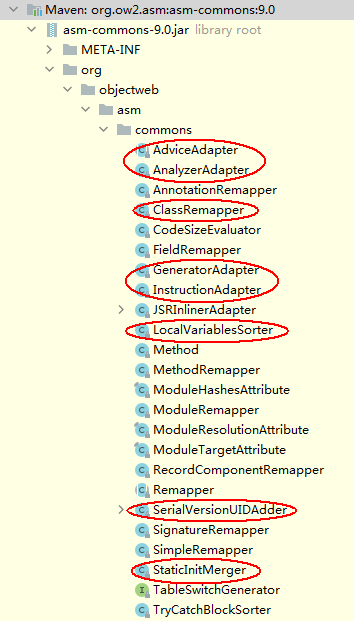 Maven: org.ow2.asm:asm-commons:9.0
asm-commons-9.0.jar library root
META-INF
org
objectweb
asm
commons
AdviceAdapter
AnalyzerAdapter
AnnotationRemapper
ClassRemapper
CodeSizeEvaluator
FieldRemapper
GeneratorAdapter
InstructionAdapter
JSRInlinerAdapter
LocalVariablesSorter
Method
MethodRemapper
ModuleHashesAttribute
ModuleRemapper
ModuleResolutionAttribute
ModuleTargetAttribute
RecordComponentRemapper
Remapper
SerialVersionUIDAdder
SignatureRemapper
SimpleRemapper
StaticInitMerger
TableSwitchGenerator
TryCatchBlockSorter